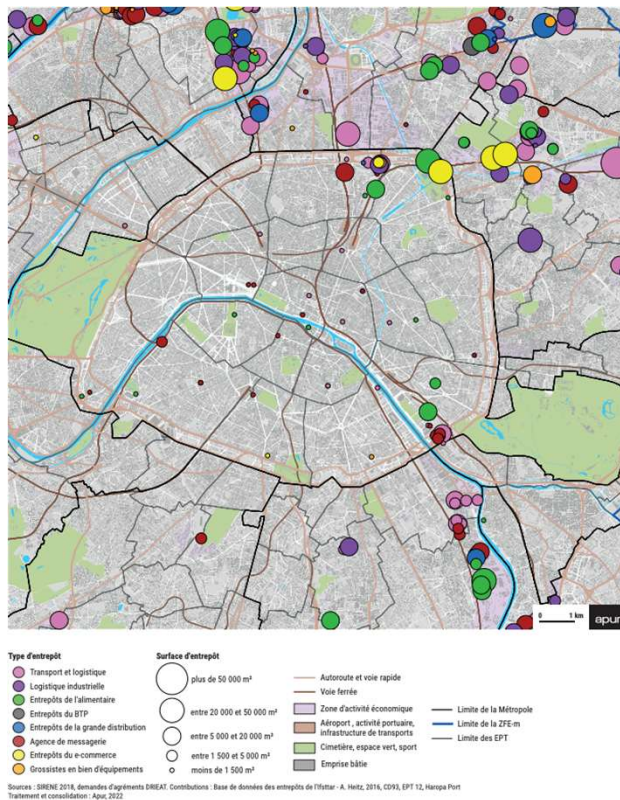 0 1 km
apur
Type d'entrepôt
Transport et logistique
Logistique industrielle
Entrepôts de l'alimentaire
Entrepôts du BTP
Entrepôts de la grande distribution
Agence de messagerie
Entrepôts du e-commerce
Grossistes en bien d'équipements
Surface d'entrepôt
plus de 50 000 m²
entre 20 000 et 50 000 m²
entre 5 000 et 20 000 m²
entre 1 500 et 5 000 m²
moins de 1 500 m²
Autoroute et voie rapide
Voie ferrée
Zone d'activité économique
Aéroport , activité portuaire,
infrastructure de transports
Cimetière, espace vert, sport
Emprise bâtie
Limite de la Métropole
Limite de la ZFE-m
Limite des EPT
Sources : SIRENE 2018, demandes d'agréments DRIEAT. Contributions : Base de données des entrepôts de l'Ifsttar - A. Heitz, 2016, CD93, EPT 12, Haropa Port
Traitement et consolidation : Apur, 2022